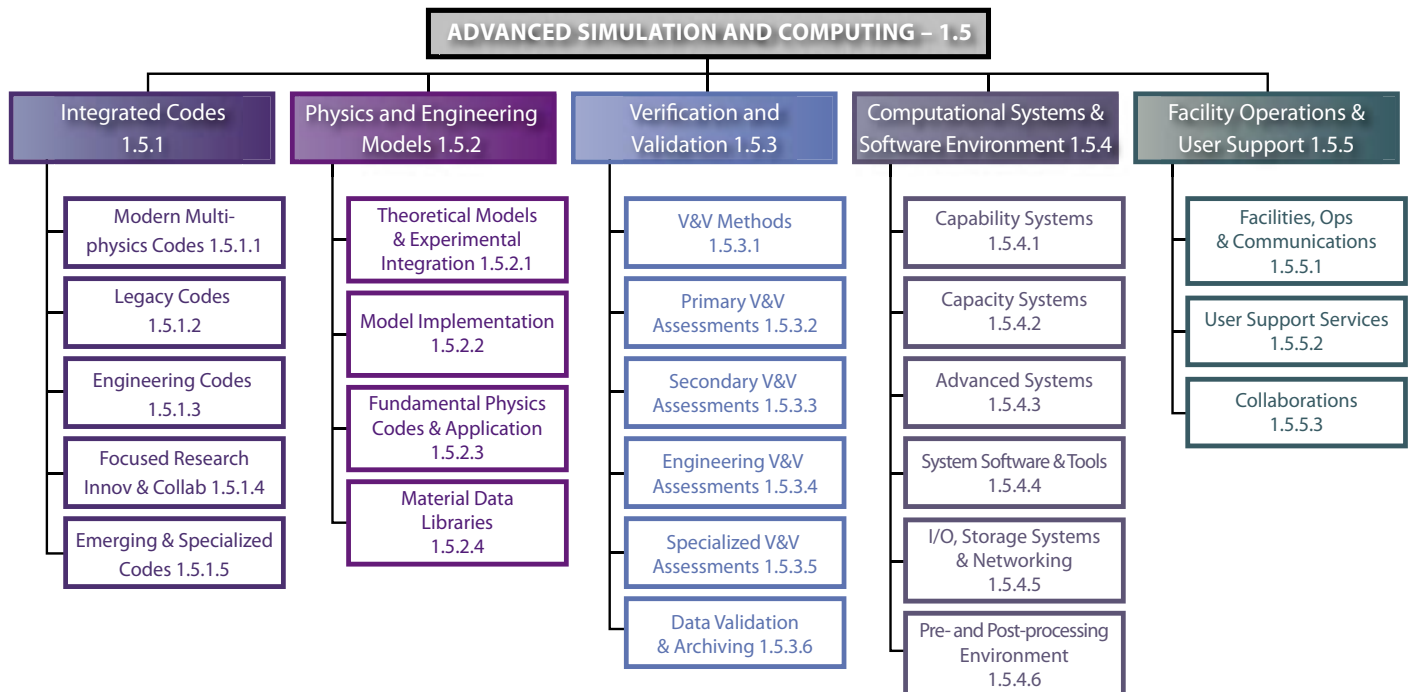 ADVANCED SIMULATION AND COMPUTING – 1.5
Integrated Codes
1.5.1
Modern Multi-
physics Codes 1.5.1.1
Legacy Codes
1.5.1.2
Engineering Codes
1.5.1.3
Focused Research
Innov & Collab 1.5.1.4
Emerging & Specialized
Codes 1.5.1.5
Physics and Engineering
Models 1.5.2
Theoretical Models
& Experimental
Integration 1.5.2.1
Model Implementation
1.5.2.2
Fundamental Physics
Codes & Application
1.5.2.3
Material Data
Libraries
1.5.2.4
Verification and
Validation 1.5.3
V&V Methods
1.5.3.1
Primary V&V
Assessments 1.5.3.2
Secondary V&V
Assessments 1.5.3.3
Engineering V&V
Assessments 1.5.3.4
Specialized V&V
Assessments 1.5.3.5
Data Validation
& Archiving 1.5.3.6
Computational Systems &
Software Environment 1.5.4
Capability Systems
1.5.4.1
Capacity Systems
1.5.4.2
Advanced Systems
1.5.4.3
System Software & Tools
1.5.4.4
I/O, Storage Systems
& Networking
1.5.4.5
Pre- and Post-processing
Environment
1.5.4.6
Facility Operations &
User Support 1.5.5
Facilities, Ops
& Communications
1.5.5.1
User Support Services
1.5.5.2
Collaborations
1.5.5.3